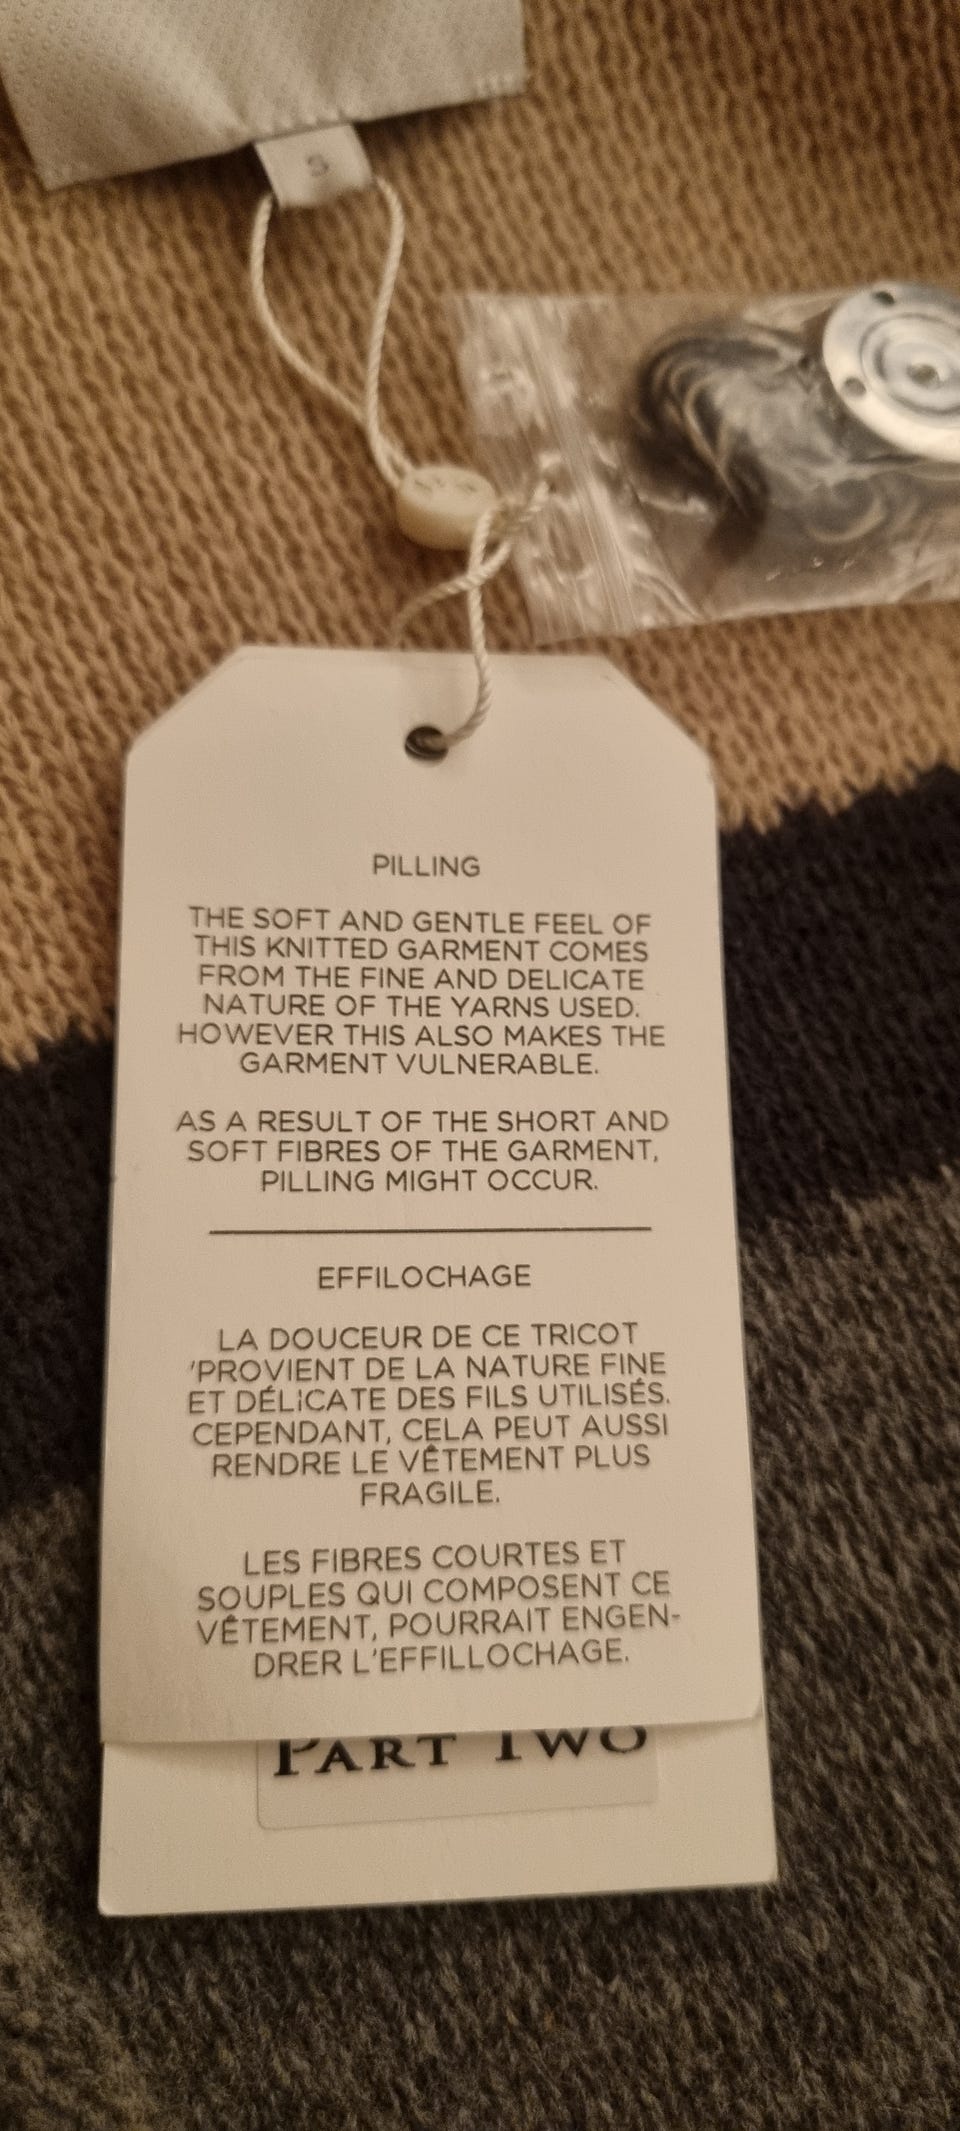 S
PILLING
THE SOFT AND GENTLE FEEL OF
THIS KNITTED GARMENT COMES
FROM THE FINE AND DELICATE
NATURE OF THE YARNS USED.
HOWEVER THIS ALSO MAKES THE
GARMENT VULNERABLE.
AS A RESULT OF THE SHORT AND
SOFT FIBRES OF THE GARMENT,
PILLING MIGHT OCCUR.
EFFILOCHAGE
LA DOUCEUR DE CE TRICOT
'PROVIENT DE LA NATURE FINE
ET DÉLICATE DES FILS UTILISÉS.
CEPENDANT, CELA PEUT AUSSI
RENDRE LE VÊTEMENT PLUS
FRAGILE.
LES FIBRES COURTES ET
SOUPLES QUI COMPOSENT CE
VÊTEMENT, POURRAIT ENGEN-
DRER L'EFFILLOCHAGE.
PART TWO